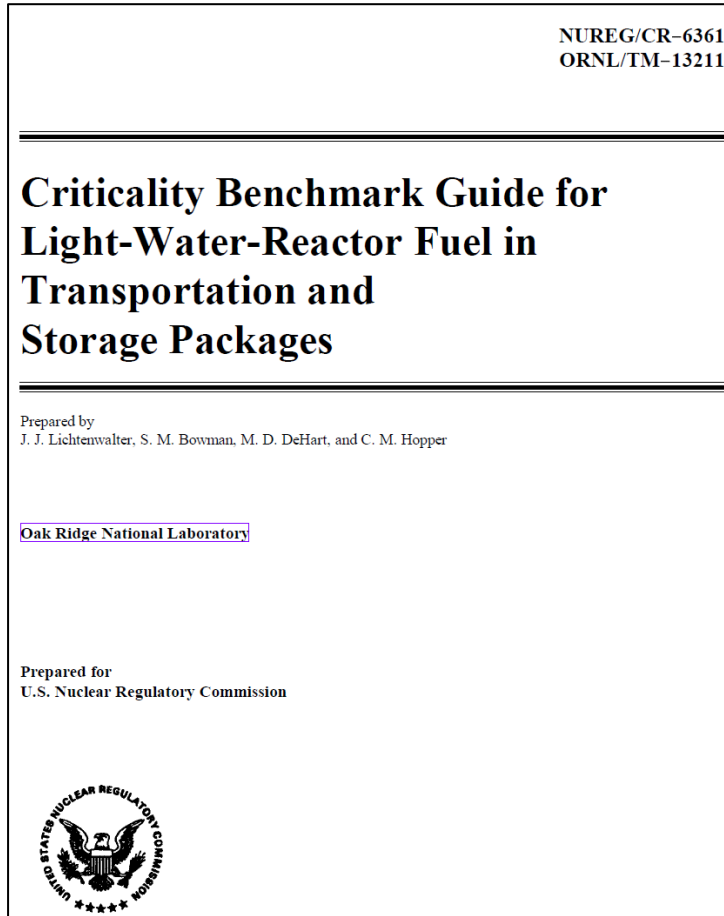 NUREG/CR–6361
ORNL/TM–13211
Criticality Benchmark Guide for
Light-Water-Reactor Fuel in
Transportation and
Storage Packages
Prepared by
J. J. Lichtenwalter, S. M. Bowman, M. D. DeHart, and C. M. Hopper
Oak Ridge National Laboratory
Prepared for
U.S. Nuclear Regulatory Commission
UNITED STATES NUCLEAR REGULATORY COMMISSION